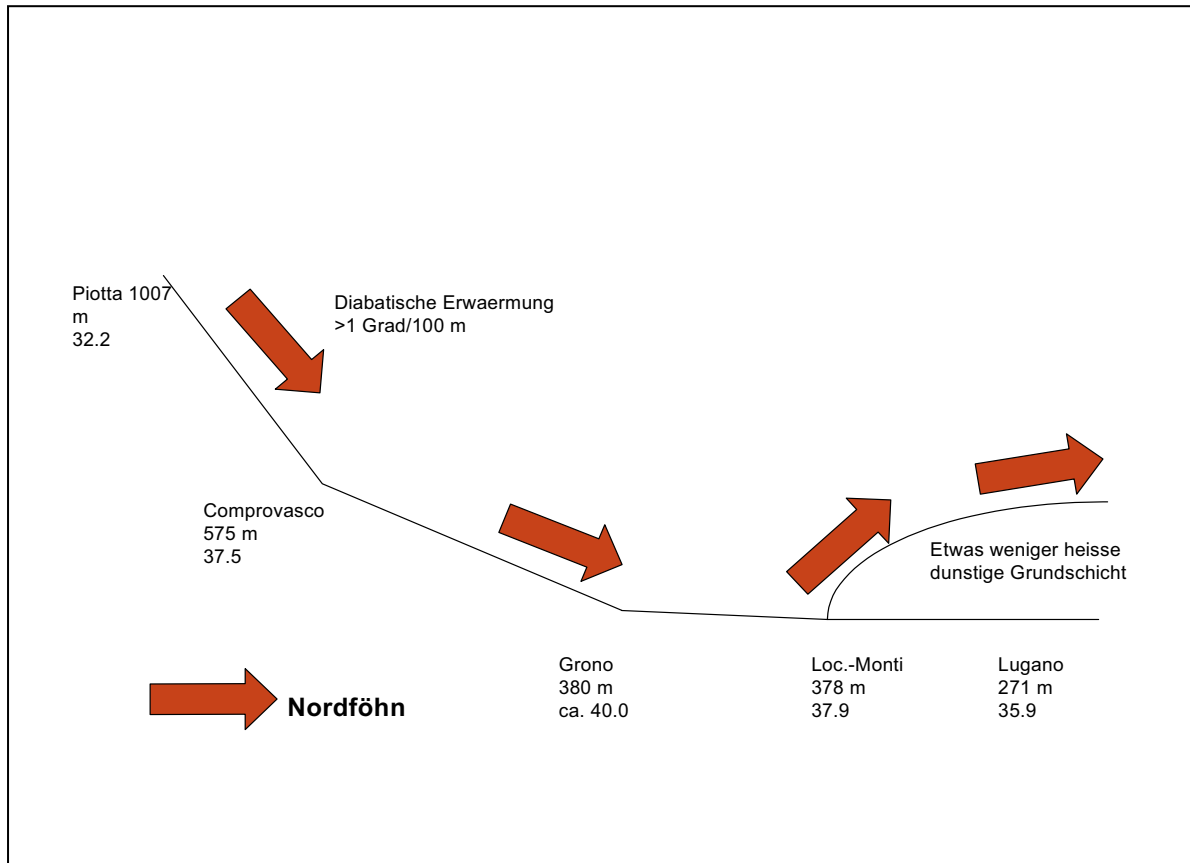 Piotta 1007
m
32.2
Diabatische Erwaermung
>1 Grad/100 m
Comprovasco
575 m
37.5
Etwas weniger heisse
dunstige Grundschicht
Grono
380 m
ca. 40.0
Loc.-Monti
378 m
37.9
Lugano
271 m
35.9
Nordföhn